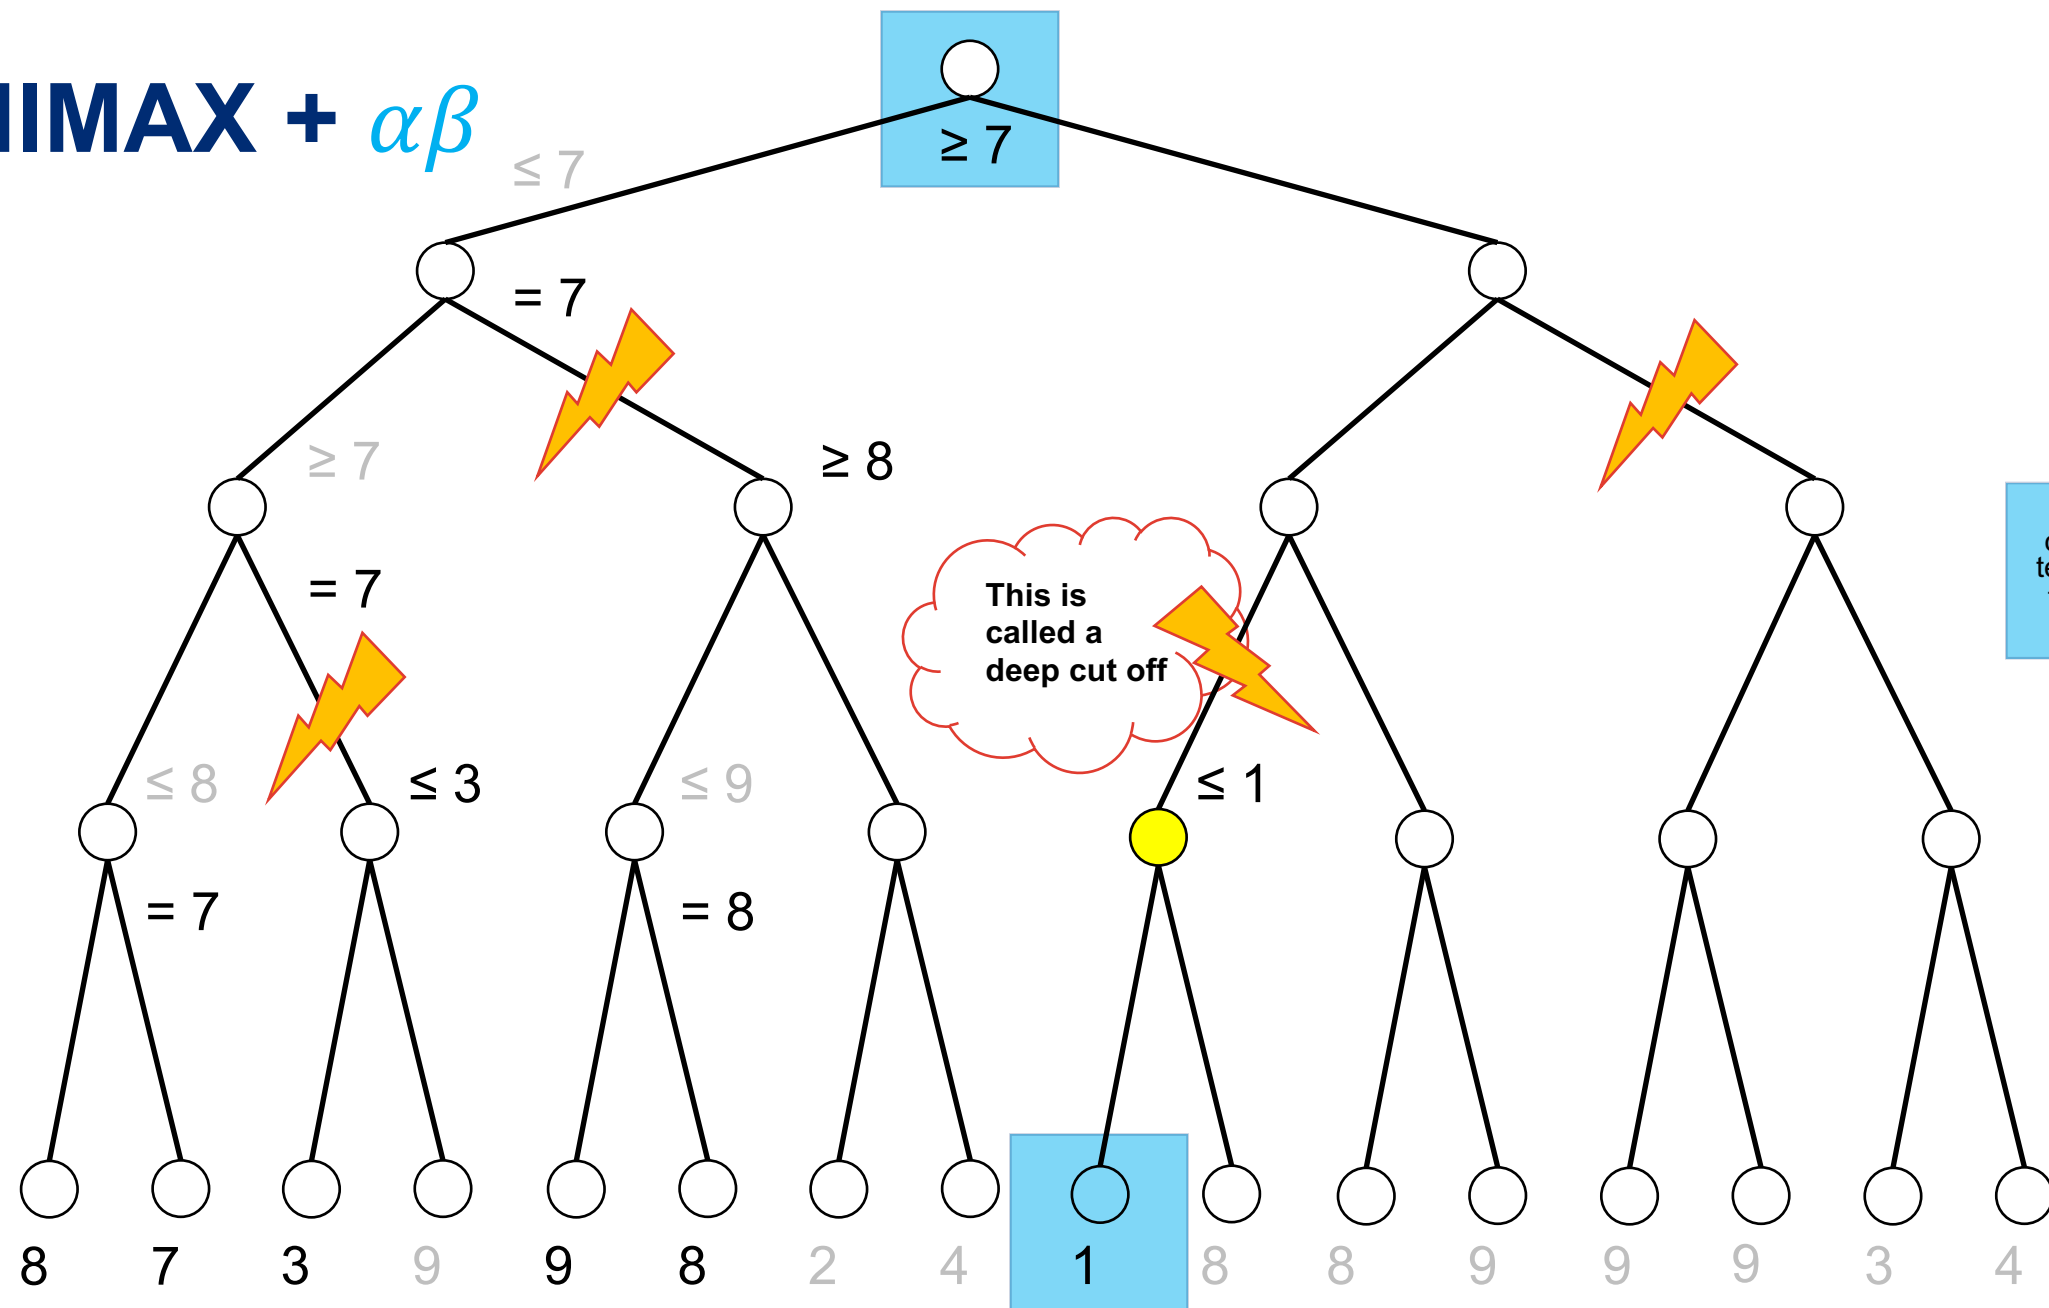 IIMAX + αβ
≥ 7
≤ 7
= 7
≥ 7
≥ 8
= 7
This is
called a
deep cut off
≤ 8
≤ 3
≤ 9
≤ 1
= 7
= 8
8 7 3 9 9 8 2 4 1 8 8 9 9 9 3 4